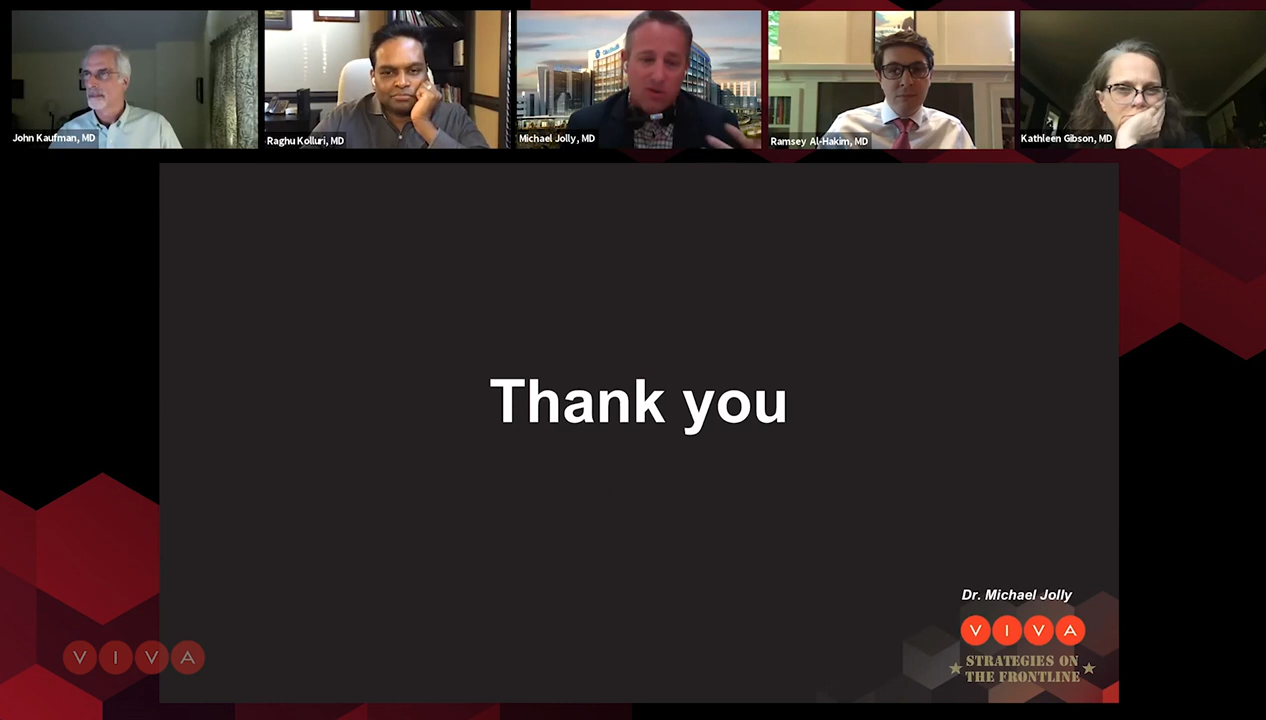 John Kaufman, MD
Raghu Kolluri, MD
Michael Jolly, MD
Ramsey Al-Hakim, MD
Kathleen Gibson, MD
Thank you
Dr. Michael Jolly
VIVA
STRATEGIES ON
THE FRONTLINE
VIVA